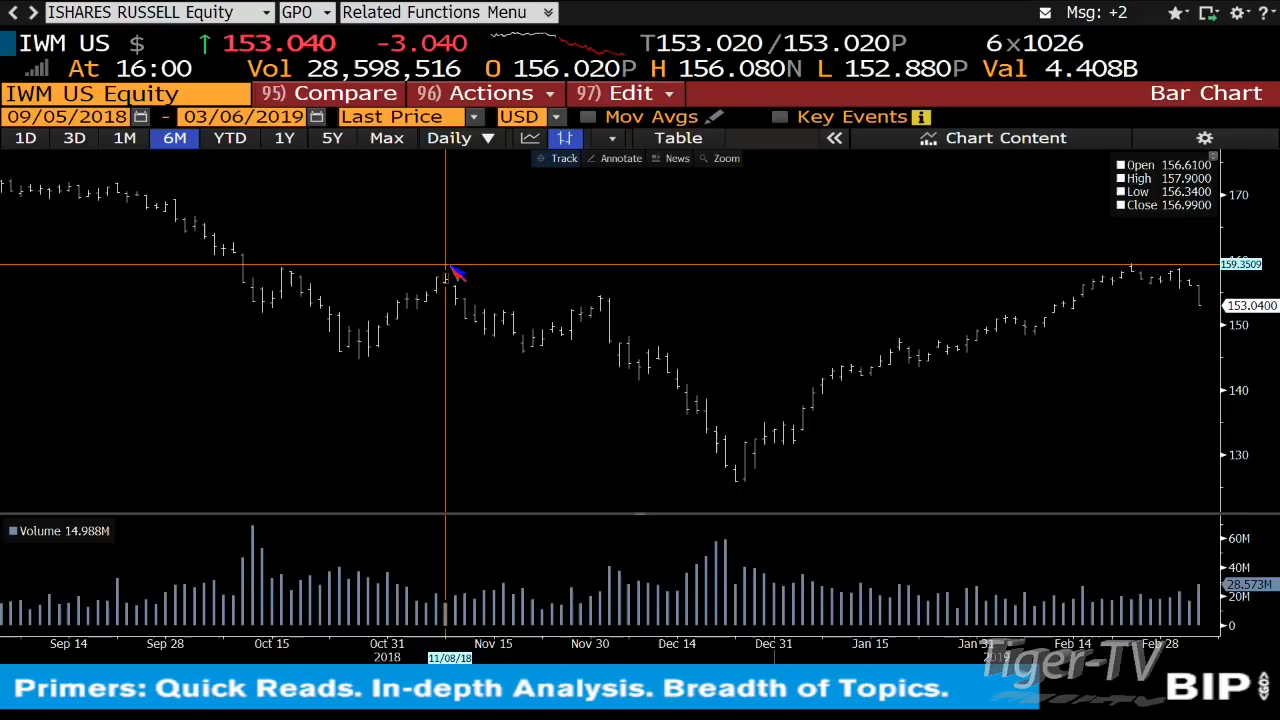 ISHARES RUSSELL Equity GPO Related Functions Menu Msg: +2
IWM US $ 153.040 -3.040 T153.020/153.020P 6x1026
At 16:00 Vol 28,598,516 O 156.020P H 156.080N L 152.880P Val 4.408B
IWM US Equity 95) Compare 96) Actions 97) Edit Bar Chart
09/05/2018 - 03/06/2019 Last Price USD Mov Avgs Key Events
1D 3D 1M 6M YTD 1Y 5Y Max Daily Table Chart Content
Track Annotate News Zoom
Open 156.6100
High 157.9000
Low 156.3400
Close 156.9900
170
159.3509
153.0400
150
140
130
Volume 14.988M
60M
40M
28.573M
20M
0
Sep 14 Sep 28 Oct 15 Oct 31 Nov 15 Nov 30 Dec 14 Dec 31 Jan 15 Jan 31 Feb 14 Feb 28
2018 11/08/18 2019
Tiger-TV
Primers: Quick Reads. In-depth Analysis. Breadth of Topics.
BIP GO